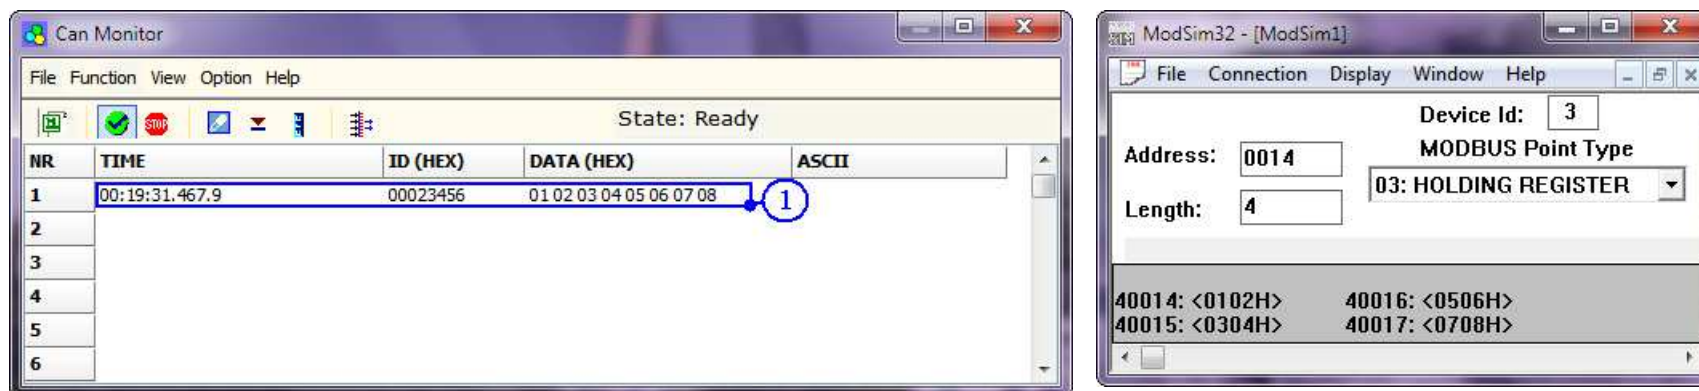 Can Monitor
File Function View Option Help
STOP
State: Ready
NR TIME ID (HEX) DATA (HEX) ASCII
1 00:19:31.467.9 00023456 01 02 03 04 05 06 07 08
1
2
3
4
5
6
ModSim32 - [ModSim1]
File Connection Display Window Help
Device Id: 3
Address: 0014
MODBUS Point Type
03: HOLDING REGISTER
Length: 4
40014: <0102H> 40016: <0506H>
40015: <0304H> 40017: <0708H>